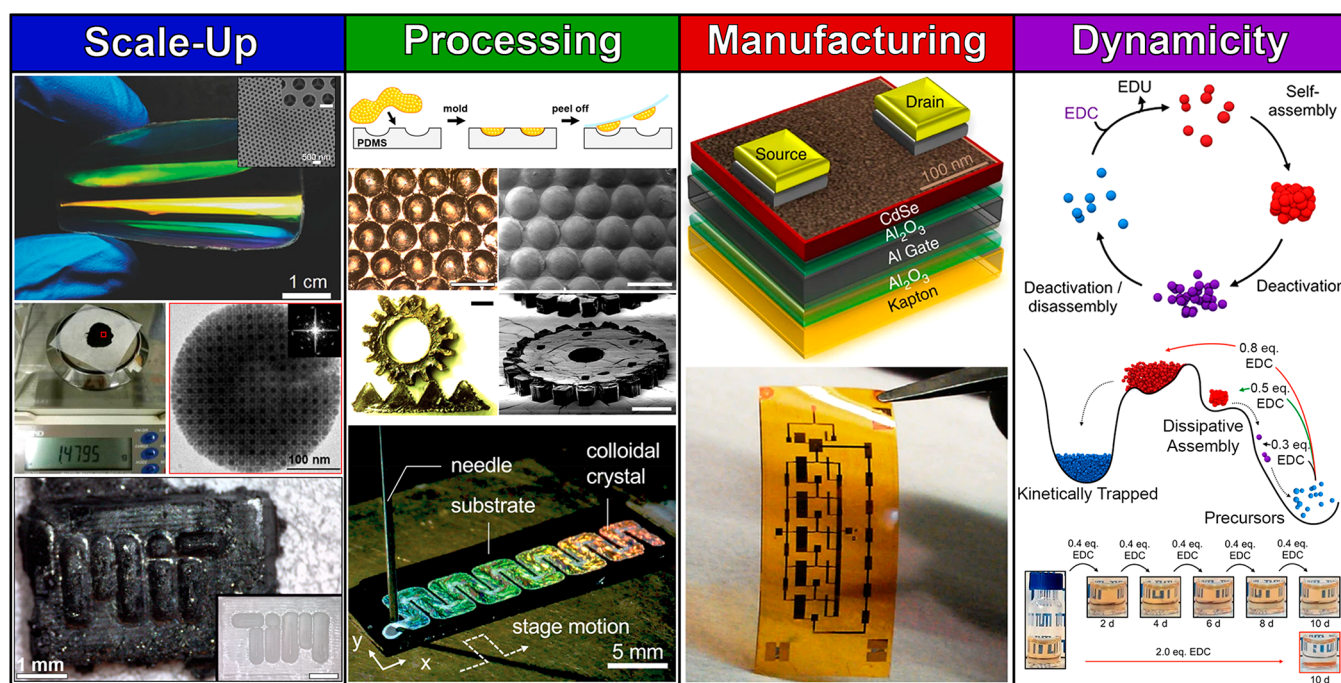 Scale-Up
Processing
Manufacturing
Dynamicity
500 nm
1 cm
1.4795
g
100 nm
1 mm
mold
peel off
PDMS
needle
substrate
colloidal
crystal
stage motion
y
x
5 mm
Drain
Source
100 nm
CdSe
Al2O3
Al Gate
Al2O3
Kapton
EDU
EDC
Self-
assembly
Deactivation
Deactivation /
disassembly
0.8 eq.
EDC
0.5 eq.
EDC
0.3 eq.
EDC
Dissipative
Assembly
Kinetically Trapped
Precursors
0.4 eq.
EDC
0.4 eq.
EDC
0.4 eq.
EDC
0.4 eq.
EDC
0.4 eq.
EDC
2 d
4 d
6 d
8 d
10 d
2.0 eq. EDC
10 d